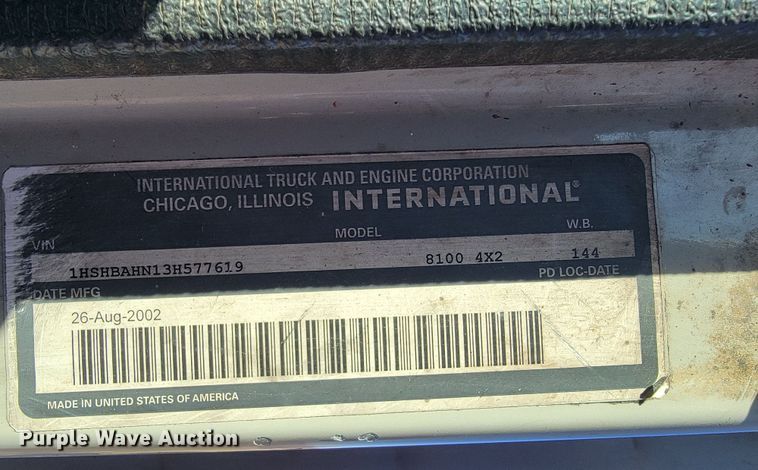 INTERNATIONAL TRUCK AND ENGINE CORPORATION
CHICAGO, ILLINOIS INTERNATIONAL®
VIN MODEL W.B.
1HSHBAHN13H577619 8100 4X2 144
DATE MFG PD LOC-DATE
26-Aug-2002
MADE IN UNITED STATES OF AMERICA
Purple Wave Auction